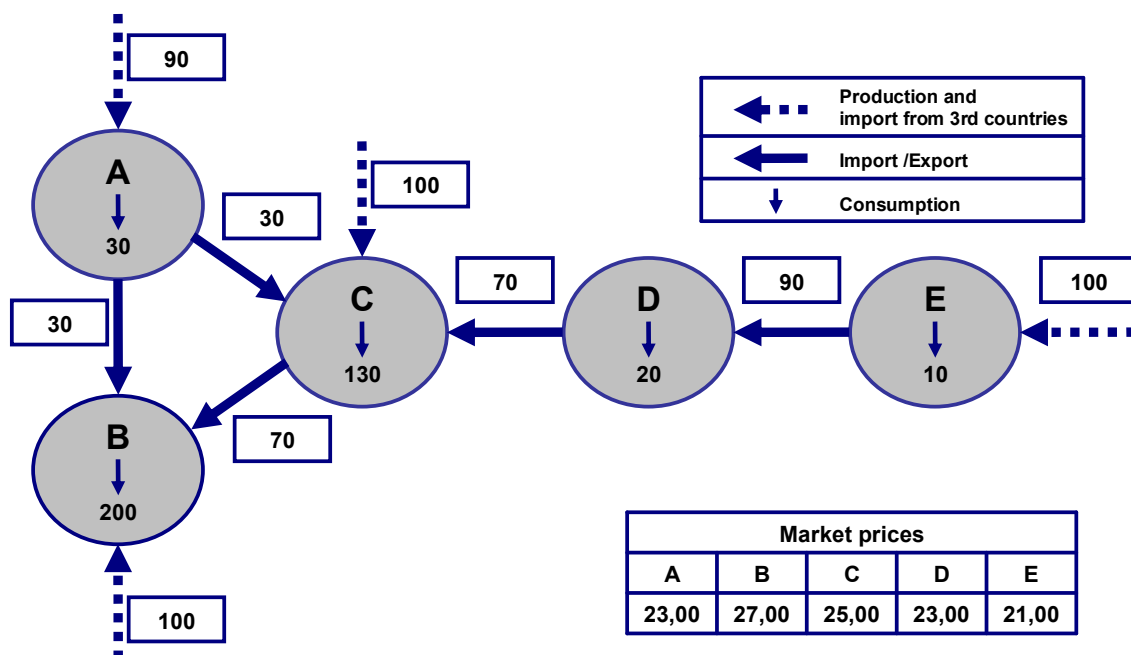 90
A
30
30
30
100
C
130
70
D
20
90
E
10
100
70
B
200
100
Production and
import from 3rd countries
Import /Export
Consumption
Market prices
A B C D E
23,00 27,00 25,00 23,00 21,00